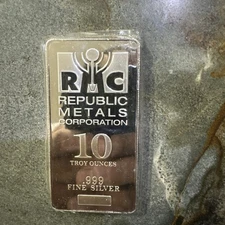 RMC
REPUBLIC
METALS
CORPORATION
10
TROY OUNCES
.999
FINE SILVER